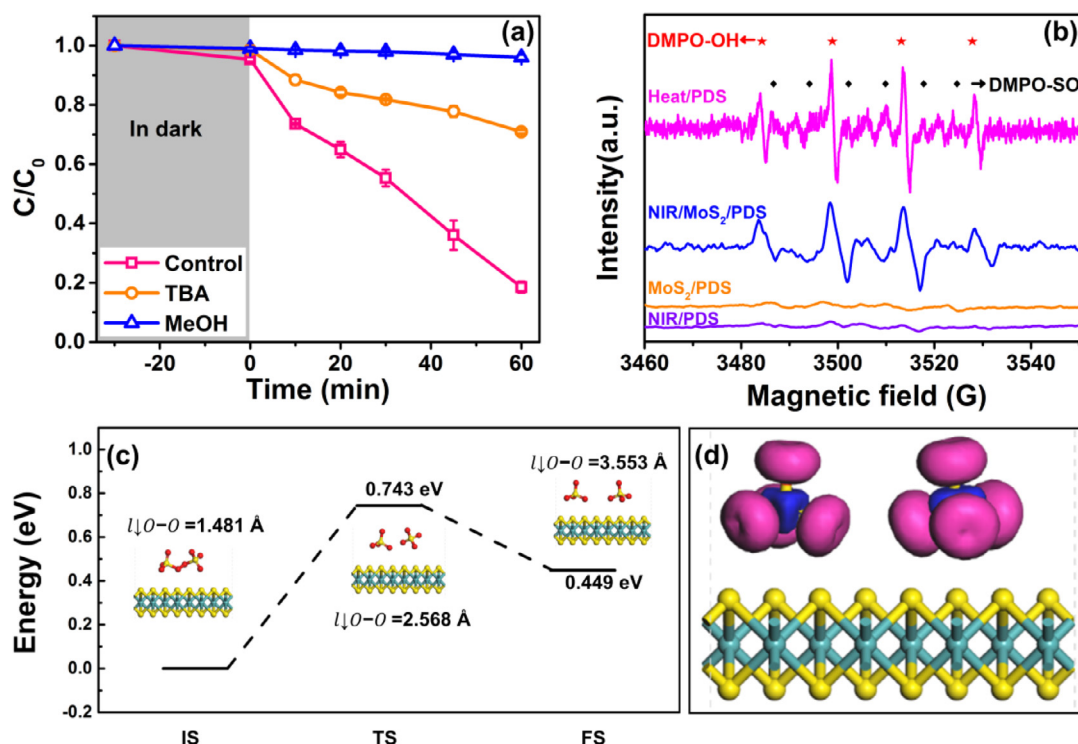 (a)
1.0
0.8
0.6
0.4
0.2
0.0
C/C0
In dark
Control
TBA
MeOH
-20
0
20
40
60
Time (min)
(b)
DMPO-OH
DMPO-SO
Heat/PDS
NIR/MoS2/PDS
MoS2/PDS
NIR/PDS
Intensity(a.u.)
3460
3480
3500
3520
3540
Magnetic field (G)
(c)
1.0
0.8
0.6
0.4
0.2
0.0
-0.2
Energy (eV)
l↓O−O =1.481 Å
0.743 eV
l↓O−O =2.568 Å
l↓O−O =3.553 Å
0.449 eV
IS
TS
FS
(d)